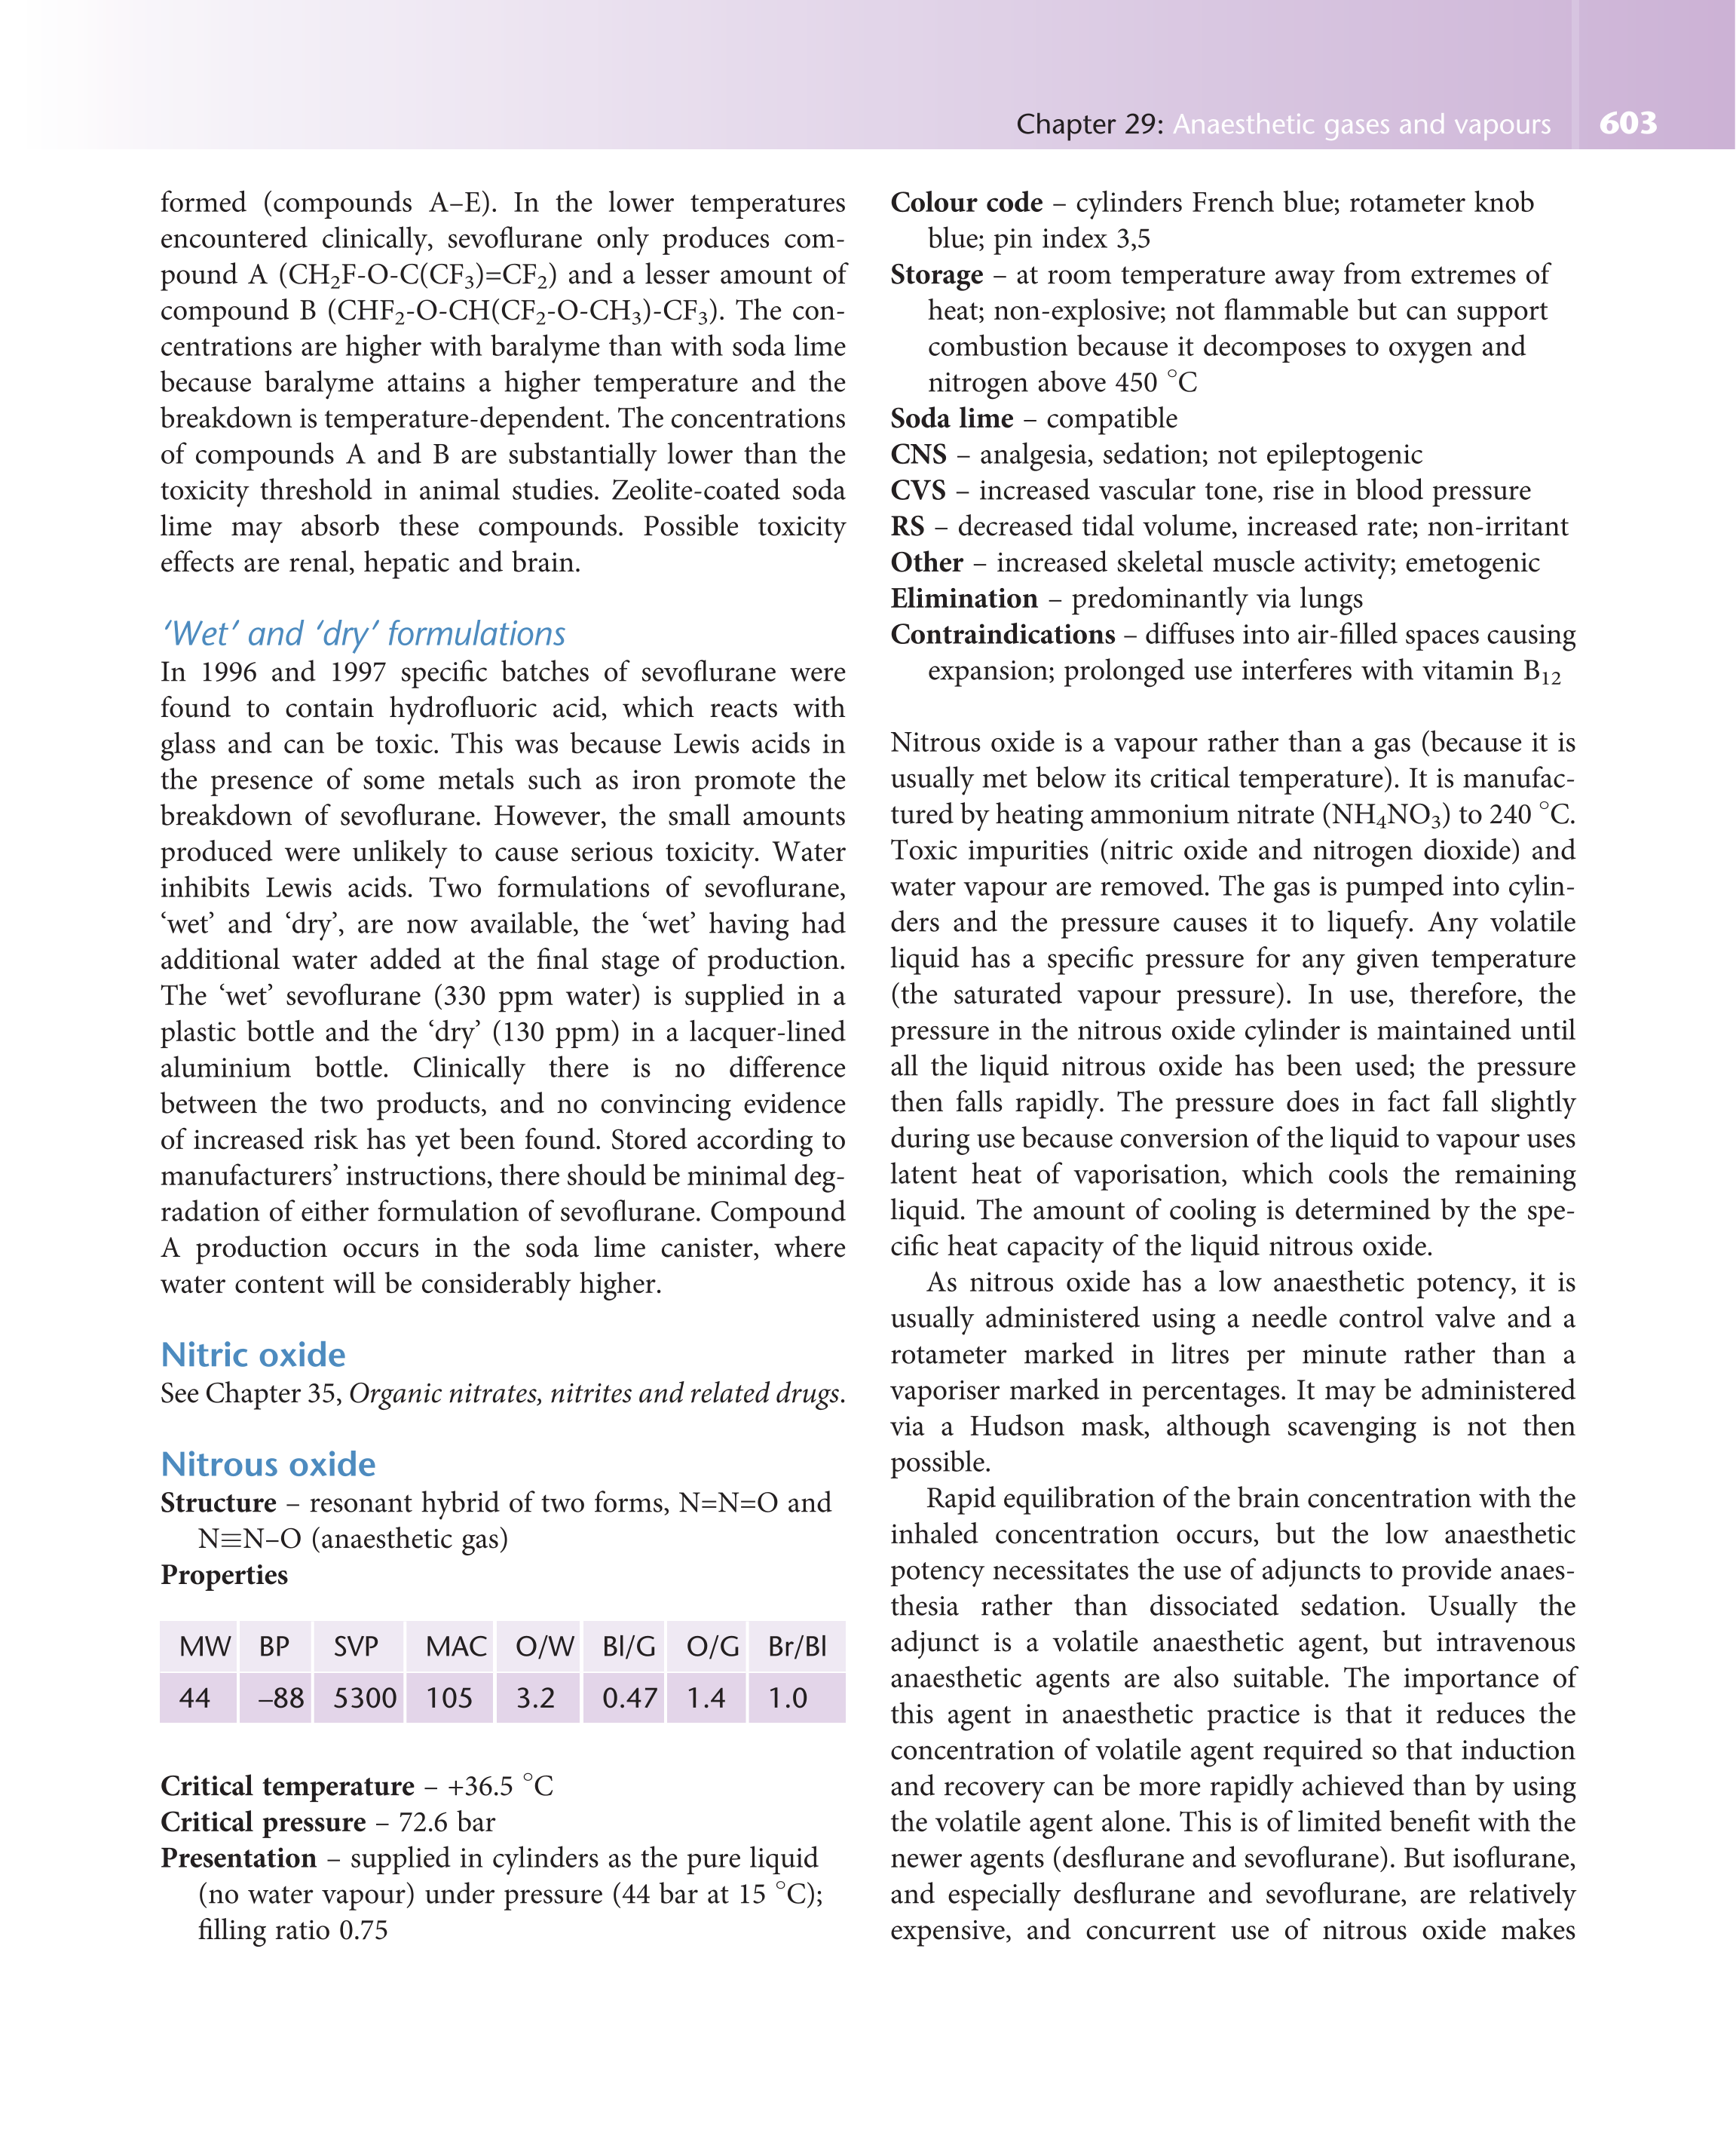 Chapter 29: Anaesthetic gases and vapours 603
formed (compounds A–E). In the lower temperatures
encountered clinically, sevoflurane only produces com-
pound A (CH₂F-O-C(CF₃)=CF₂) and a lesser amount of
compound B (CHF₂-O-CH(CF₂-O-CH₃)-CF₃). The con-
centrations are higher with baralyme than with soda lime
because baralyme attains a higher temperature and the
breakdown is temperature-dependent. The concentrations
of compounds A and B are substantially lower than the
toxicity threshold in animal studies. Zeolite-coated soda
lime may absorb these compounds. Possible toxicity
effects are renal, hepatic and brain.
‘Wet’ and ‘dry’ formulations
In 1996 and 1997 specific batches of sevoflurane were
found to contain hydrofluoric acid, which reacts with
glass and can be toxic. This was because Lewis acids in
the presence of some metals such as iron promote the
breakdown of sevoflurane. However, the small amounts
produced were unlikely to cause serious toxicity. Water
inhibits Lewis acids. Two formulations of sevoflurane,
‘wet’ and ‘dry’, are now available, the ‘wet’ having had
additional water added at the final stage of production.
The ‘wet’ sevoflurane (330 ppm water) is supplied in a
plastic bottle and the ‘dry’ (130 ppm) in a lacquer-lined
aluminium bottle. Clinically there is no difference
between the two products, and no convincing evidence
of increased risk has yet been found. Stored according to
manufacturers’ instructions, there should be minimal deg-
radation of either formulation of sevoflurane. Compound
A production occurs in the soda lime canister, where
water content will be considerably higher.
Nitric oxide
See Chapter 35, Organic nitrates, nitrites and related drugs.
Nitrous oxide
Structure – resonant hybrid of two forms, N=N=O and
N≡N–O (anaesthetic gas)
Properties
MW BP SVP MAC O/W Bl/G O/G Br/Bl
44 –88 5300 105 3.2 0.47 1.4 1.0
Critical temperature – +36.5 °C
Critical pressure – 72.6 bar
Presentation – supplied in cylinders as the pure liquid
(no water vapour) under pressure (44 bar at 15 °C);
filling ratio 0.75
Colour code – cylinders French blue; rotameter knob
blue; pin index 3,5
Storage – at room temperature away from extremes of
heat; non-explosive; not flammable but can support
combustion because it decomposes to oxygen and
nitrogen above 450 °C
Soda lime – compatible
CNS – analgesia, sedation; not epileptogenic
CVS – increased vascular tone, rise in blood pressure
RS – decreased tidal volume, increased rate; non-irritant
Other – increased skeletal muscle activity; emetogenic
Elimination – predominantly via lungs
Contraindications – diffuses into air-filled spaces causing
expansion; prolonged use interferes with vitamin B₁₂
Nitrous oxide is a vapour rather than a gas (because it is
usually met below its critical temperature). It is manufac-
tured by heating ammonium nitrate (NH₄NO₃) to 240 °C.
Toxic impurities (nitric oxide and nitrogen dioxide) and
water vapour are removed. The gas is pumped into cylin-
ders and the pressure causes it to liquefy. Any volatile
liquid has a specific pressure for any given temperature
(the saturated vapour pressure). In use, therefore, the
pressure in the nitrous oxide cylinder is maintained until
all the liquid nitrous oxide has been used; the pressure
then falls rapidly. The pressure does in fact fall slightly
during use because conversion of the liquid to vapour uses
latent heat of vaporisation, which cools the remaining
liquid. The amount of cooling is determined by the spe-
cific heat capacity of the liquid nitrous oxide.
As nitrous oxide has a low anaesthetic potency, it is
usually administered using a needle control valve and a
rotameter marked in litres per minute rather than a
vaporiser marked in percentages. It may be administered
via a Hudson mask, although scavenging is not then
possible.
Rapid equilibration of the brain concentration with the
inhaled concentration occurs, but the low anaesthetic
potency necessitates the use of adjuncts to provide anaes-
thesia rather than dissociated sedation. Usually the
adjunct is a volatile anaesthetic agent, but intravenous
anaesthetic agents are also suitable. The importance of
this agent in anaesthetic practice is that it reduces the
concentration of volatile agent required so that induction
and recovery can be more rapidly achieved than by using
the volatile agent alone. This is of limited benefit with the
newer agents (desflurane and sevoflurane). But isoflurane,
and especially desflurane and sevoflurane, are relatively
expensive, and concurrent use of nitrous oxide makes